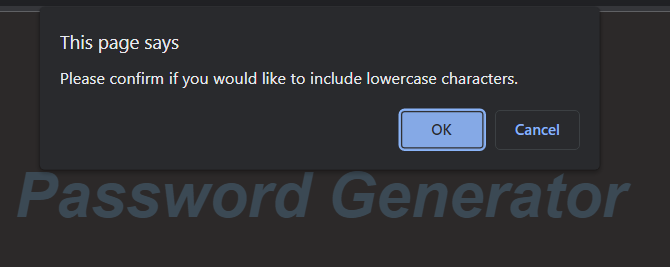 This page says
Please confirm if you would like to include lowercase characters.
OK
Cancel
Password Generator